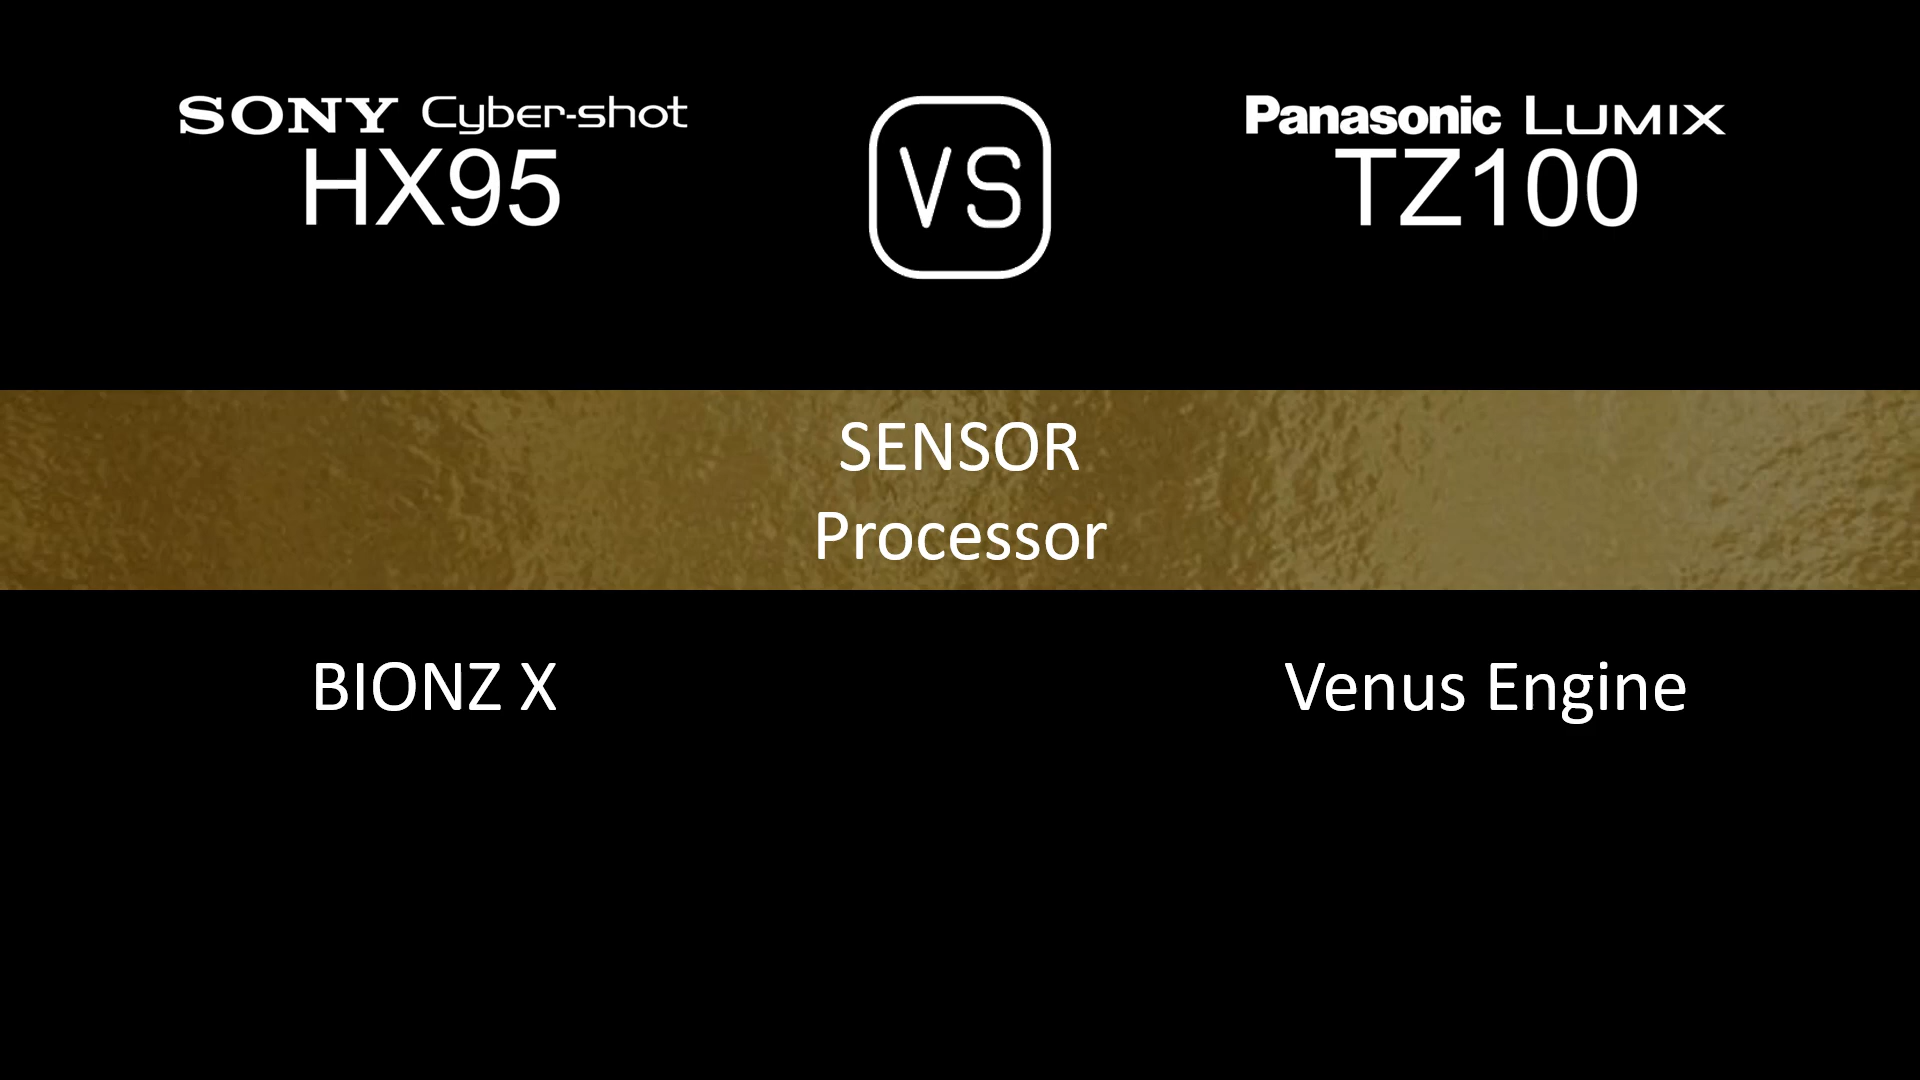 SONY Cyber-shot
HX95
VS
Panasonic LUMIX
TZ100
SENSOR
Processor
BIONZ X
Venus Engine